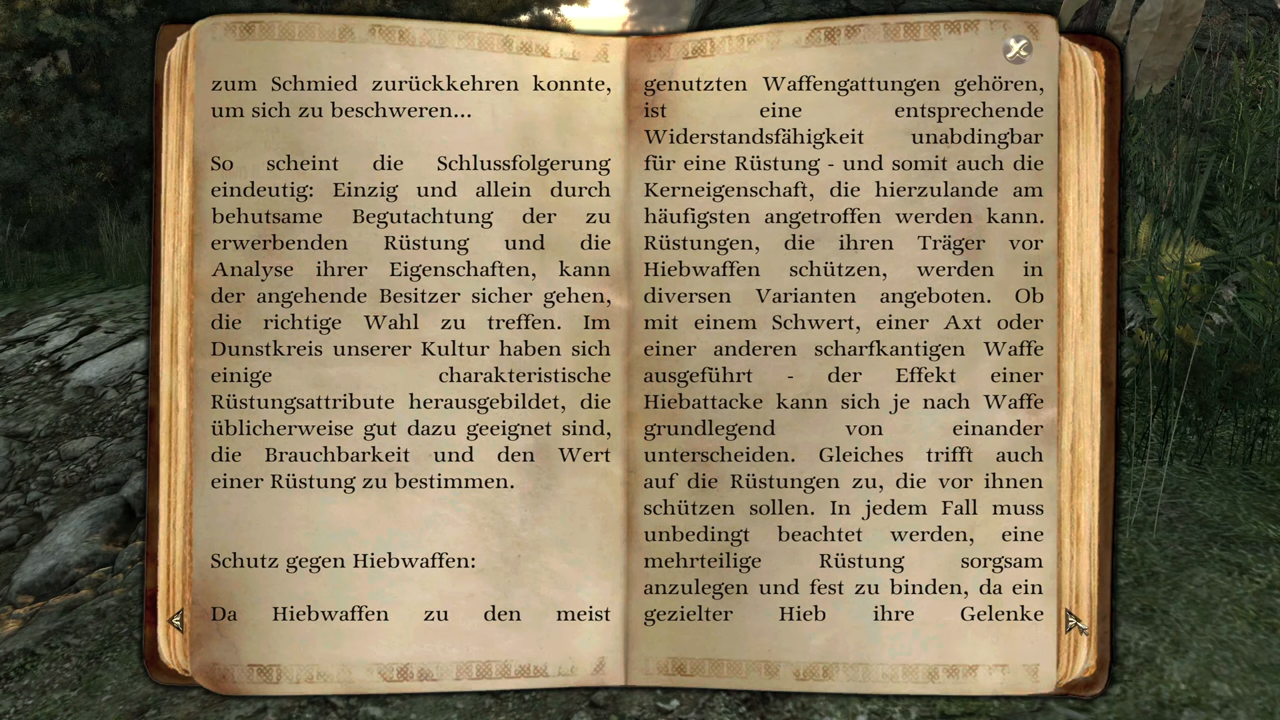 zum Schmied zurückkehren konnte,
um sich zu beschweren...
So scheint die Schlussfolgerung
eindeutig: Einzig und allein durch
behutsame Begutachtung der zu
erwerbenden Rüstung und die
Analyse ihrer Eigenschaften, kann
der angehende Besitzer sicher gehen,
die richtige Wahl zu treffen. Im
Dunstkreis unserer Kultur haben sich
einige charakteristische
Rüstungsattribute herausgebildet, die
üblicherweise gut dazu geeignet sind,
die Brauchbarkeit und den Wert
einer Rüstung zu bestimmen.
Schutz gegen Hiebwaffen:
Da Hiebwaffen zu den meist
genutzten Waffengattungen gehören,
ist eine entsprechende
Widerstandsfähigkeit unabdingbar
für eine Rüstung - und somit auch die
Kerneigenschaft, die hierzulande am
häufigsten angetroffen werden kann.
Rüstungen, die ihren Träger vor
Hiebwaffen schützen, werden in
diversen Varianten angeboten. Ob
mit einem Schwert, einer Axt oder
einer anderen scharfkantigen Waffe
ausgeführt - der Effekt einer
Hiebattacke kann sich je nach Waffe
grundlegend von einander
unterscheiden. Gleiches trifft auch
auf die Rüstungen zu, die vor ihnen
schützen sollen. In jedem Fall muss
unbedingt beachtet werden, eine
mehrteilige Rüstung sorgsam
anzulegen und fest zu binden, da ein
gezielter Hieb ihre Gelenke